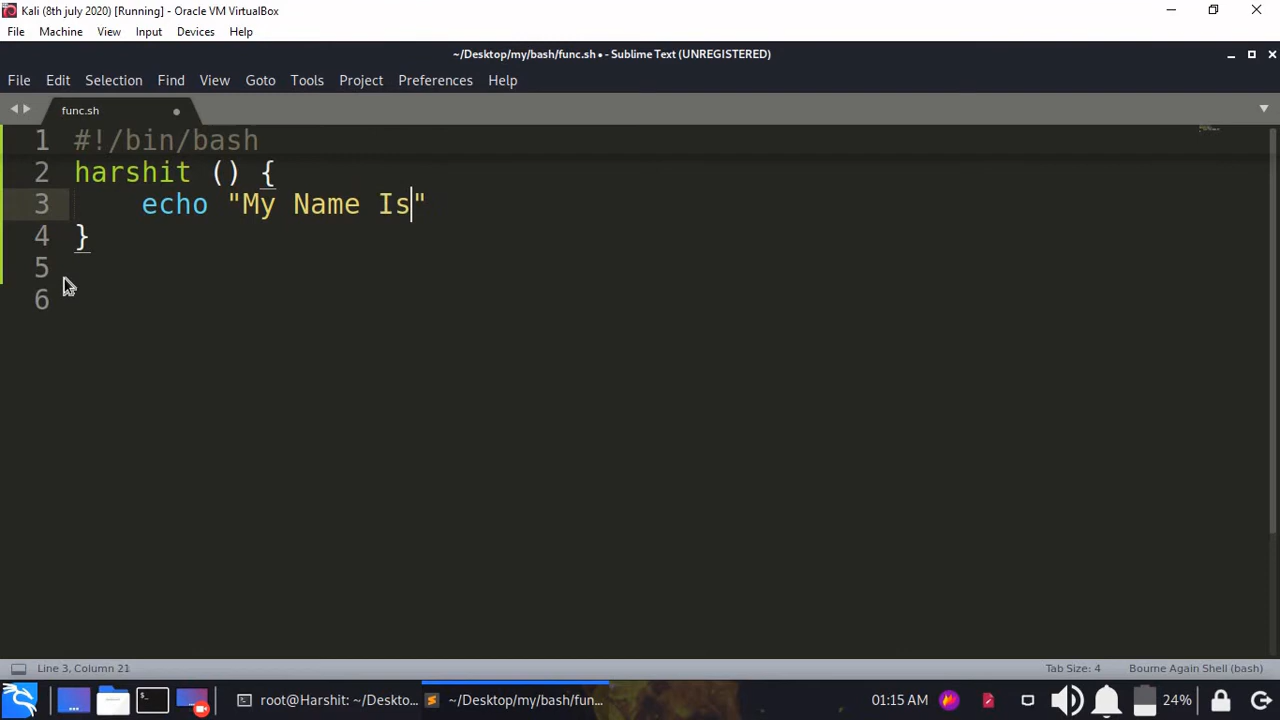 Kali (8th july 2020) [Running] - Oracle VM VirtualBox
File Machine View Input Devices Help
~/Desktop/my/bash/func.sh • - Sublime Text (UNREGISTERED)
File Edit Selection Find View Goto Tools Project Preferences Help
func.sh
1 #!/bin/bash
2 harshit () {
3 echo "My Name Is"
4 }
5
6
Line 3, Column 21 Tab Size: 4 Bourne Again Shell (bash)
root@Harshit: ~/Deskto... ~/Desktop/my/bash/fun... 01:15 AM 24%